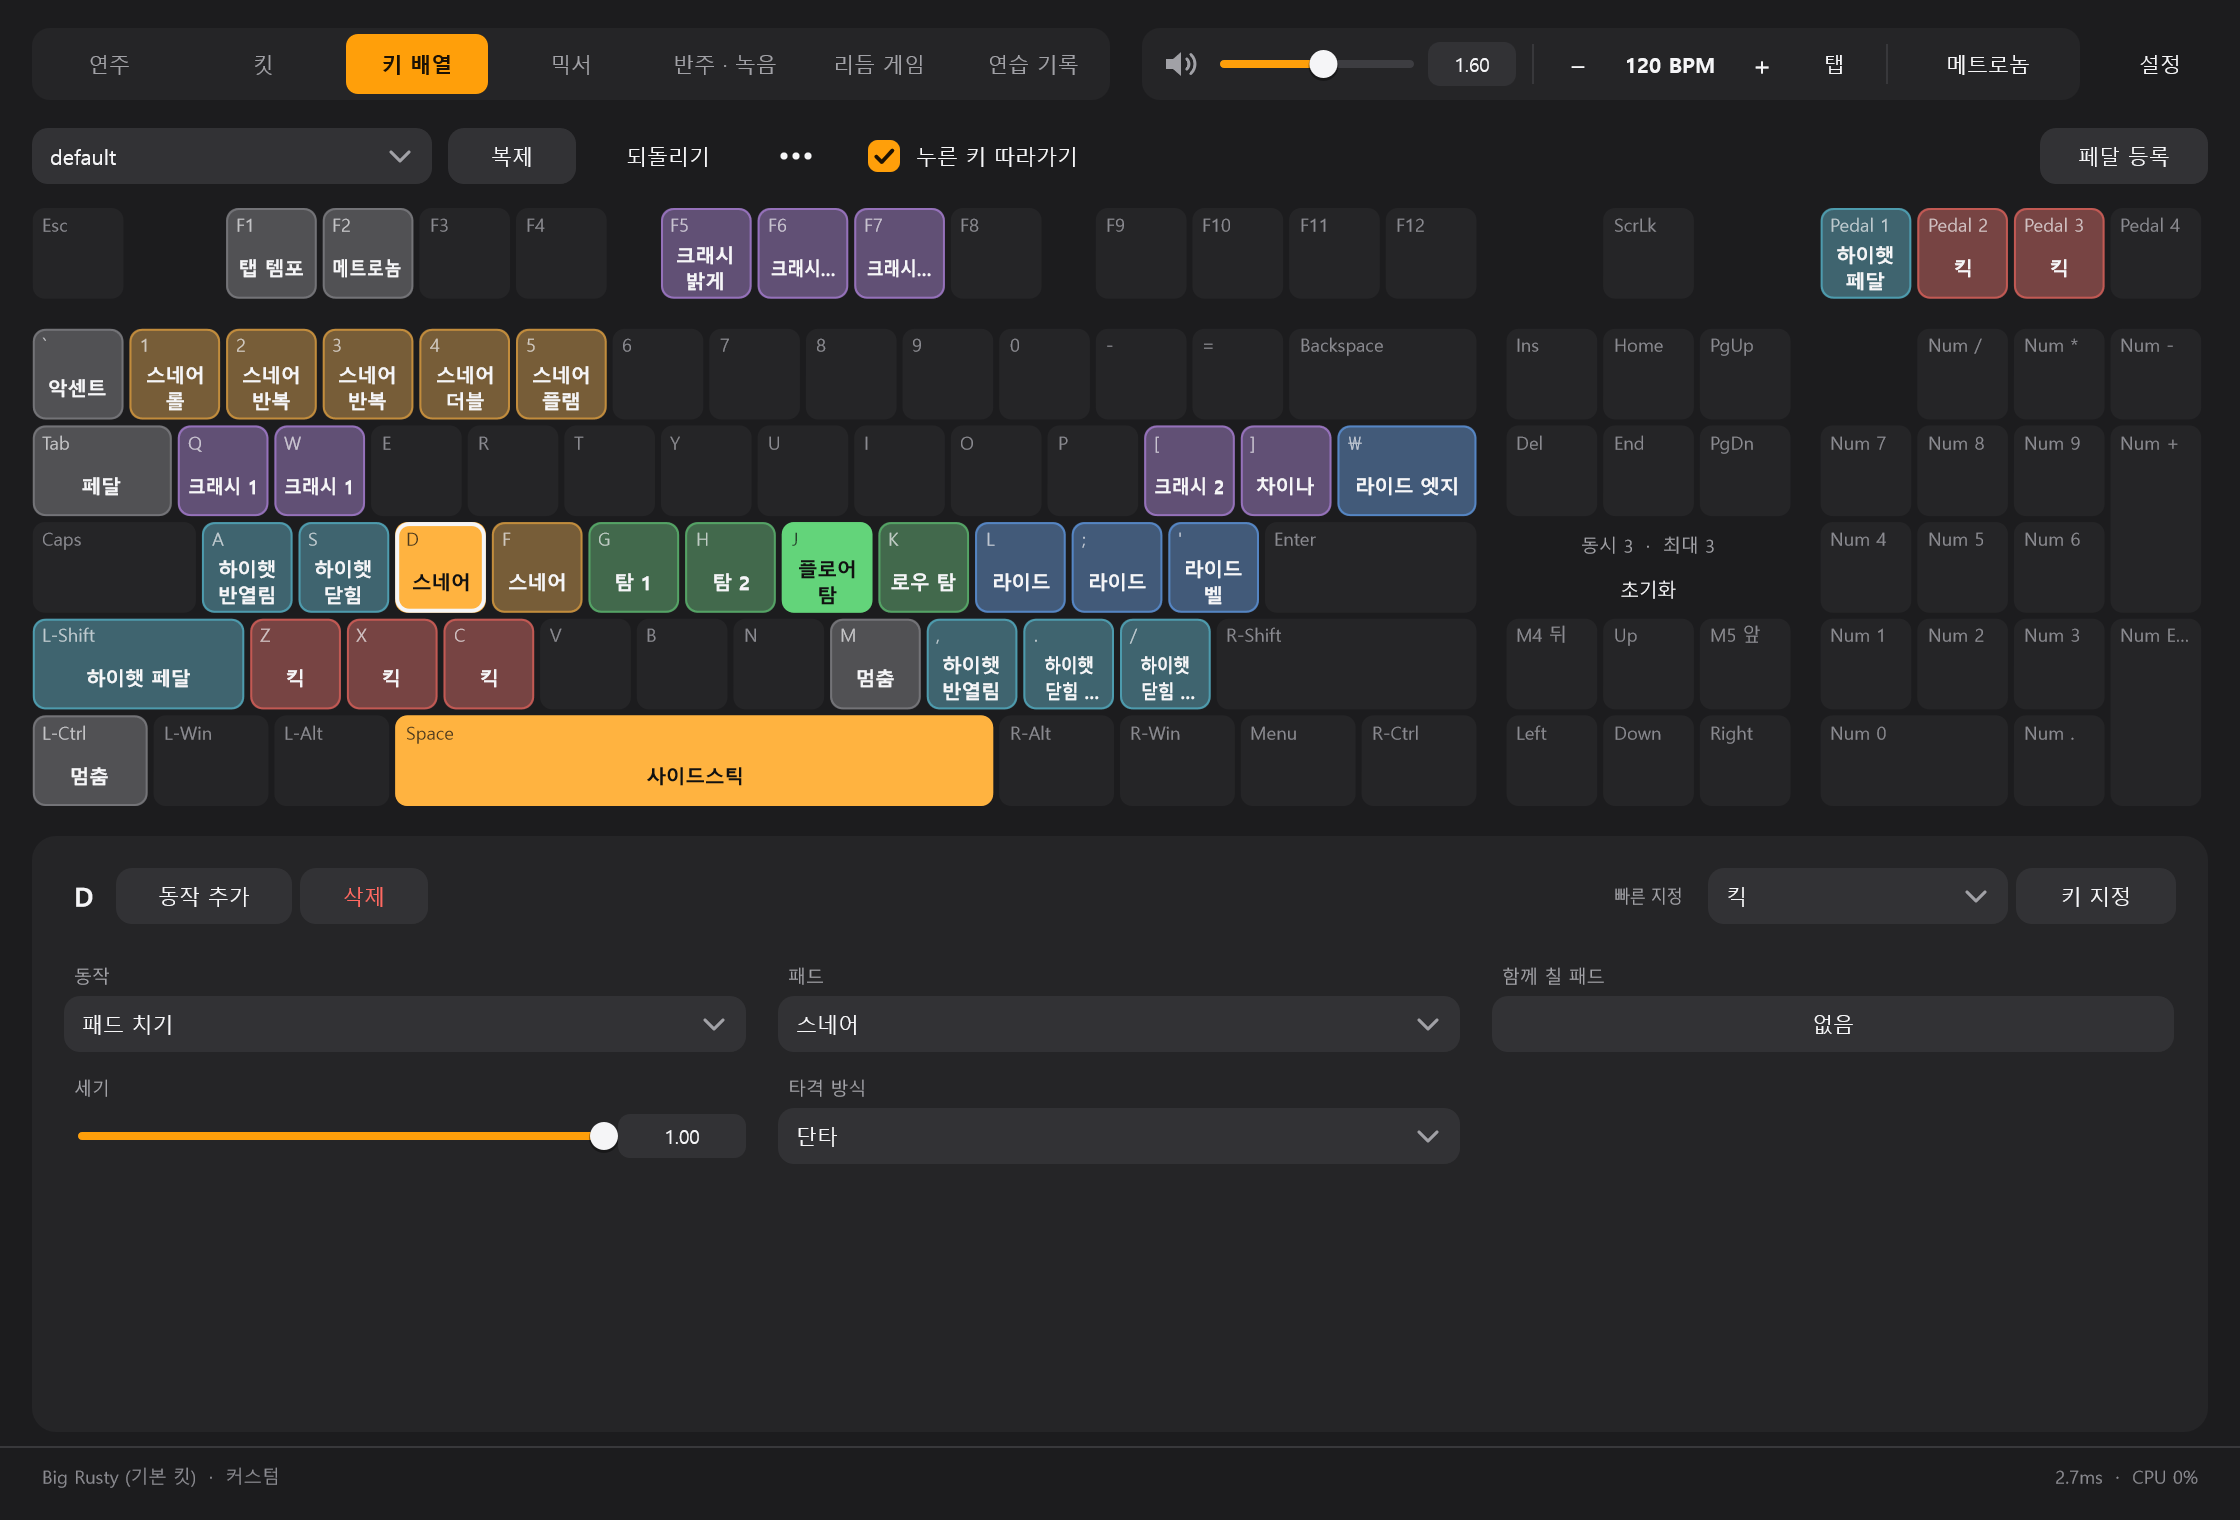 연주 킷 키 배열 믹서 반주 · 녹음 리듬 게임 연습 기록 1.60 − 120 BPM + 탭 메트로놈 설정
default 복제 되돌리기 ••• 누른 키 따라가기 페달 등록
Esc F1 F2 F3 F4 F5 F6 F7 F8 F9 F10 F11 F12 ScrLk Pedal 1 Pedal 2 Pedal 3 Pedal 4
탭 템포 메트로놈 크래시 밝게 크래시... 크래시... 하이햇 페달 킥 킥
` 1 2 3 4 5 6 7 8 9 0 - = Backspace Ins Home PgUp Num / Num * Num -
악센트 스네어 롤 스네어 반복 스네어 반복 스네어 더블 스네어 플램
Tab Q W E R T Y U I O P [ ] ₩ Del End PgDn Num 7 Num 8 Num 9 Num +
페달 크래시 1 크래시 1 크래시 2 차이나 라이드 엣지
Caps A S D F G H J K L ; ' Enter 동시 3 · 최대 3 Num 4 Num 5 Num 6
하이햇 반열림 하이햇 닫힘 스네어 스네어 탐 1 탐 2 플로어 탐 로우 탐 라이드 라이드 라이드 벨 초기화
L-Shift Z X C V B N M , . / R-Shift M4 뒤 Up M5 앞 Num 1 Num 2 Num 3 Num E...
하이햇 페달 킥 킥 킥 멈춤 하이햇 반열림 하이햇 닫힘 ... 하이햇 닫힘 ...
L-Ctrl L-Win L-Alt Space R-Alt R-Win Menu R-Ctrl Left Down Right Num 0 Num .
멈춤 사이드스틱
D 동작 추가 삭제 빠른 지정 킥 키 지정
동작 패드 함께 칠 패드
패드 치기 스네어 없음
세기 타격 방식
1.00 단타
Big Rusty (기본 킷) · 커스텀 2.7ms · CPU 0%